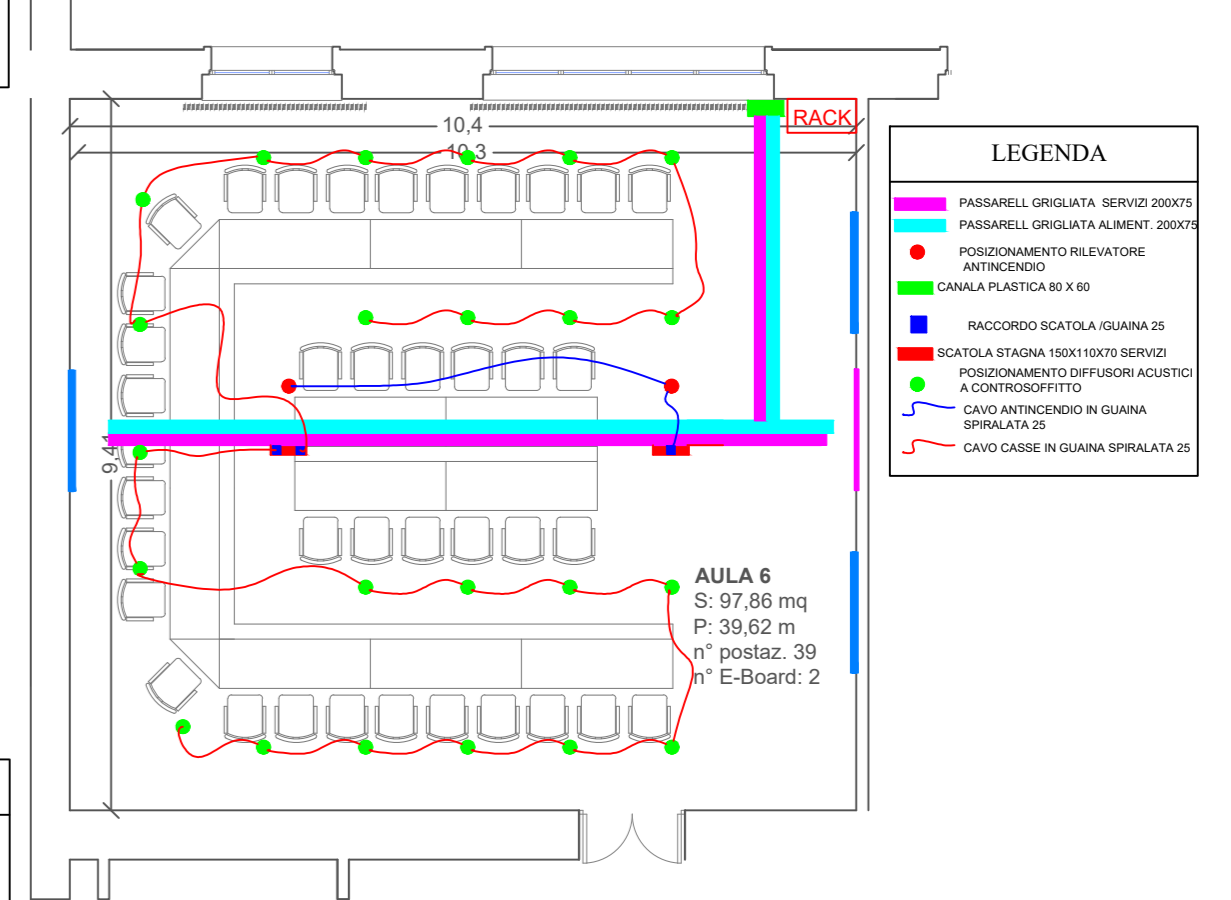 RACK
10,4
10,3
9,41
AULA 6
S: 97,86 mq
P: 39,62 m
n° postaz. 39
n° E-Board: 2
LEGENDA
PASSARELL GRIGLIATA SERVIZI 200X75
PASSARELL GRIGLIATA ALIMENT. 200X75
POSIZIONAMENTO RILEVATORE
ANTINCENDIO
CANALA PLASTICA 80 X 60
RACCORDO SCATOLA /GUAINA 25
SCATOLA STAGNA 150X110X70 SERVIZI
POSIZIONAMENTO DIFFUSORI ACUSTICI
A CONTROSOFFITTO
CAVO ANTINCENDIO IN GUAINA
SPIRALATA 25
CAVO CASSE IN GUAINA SPIRALATA 25